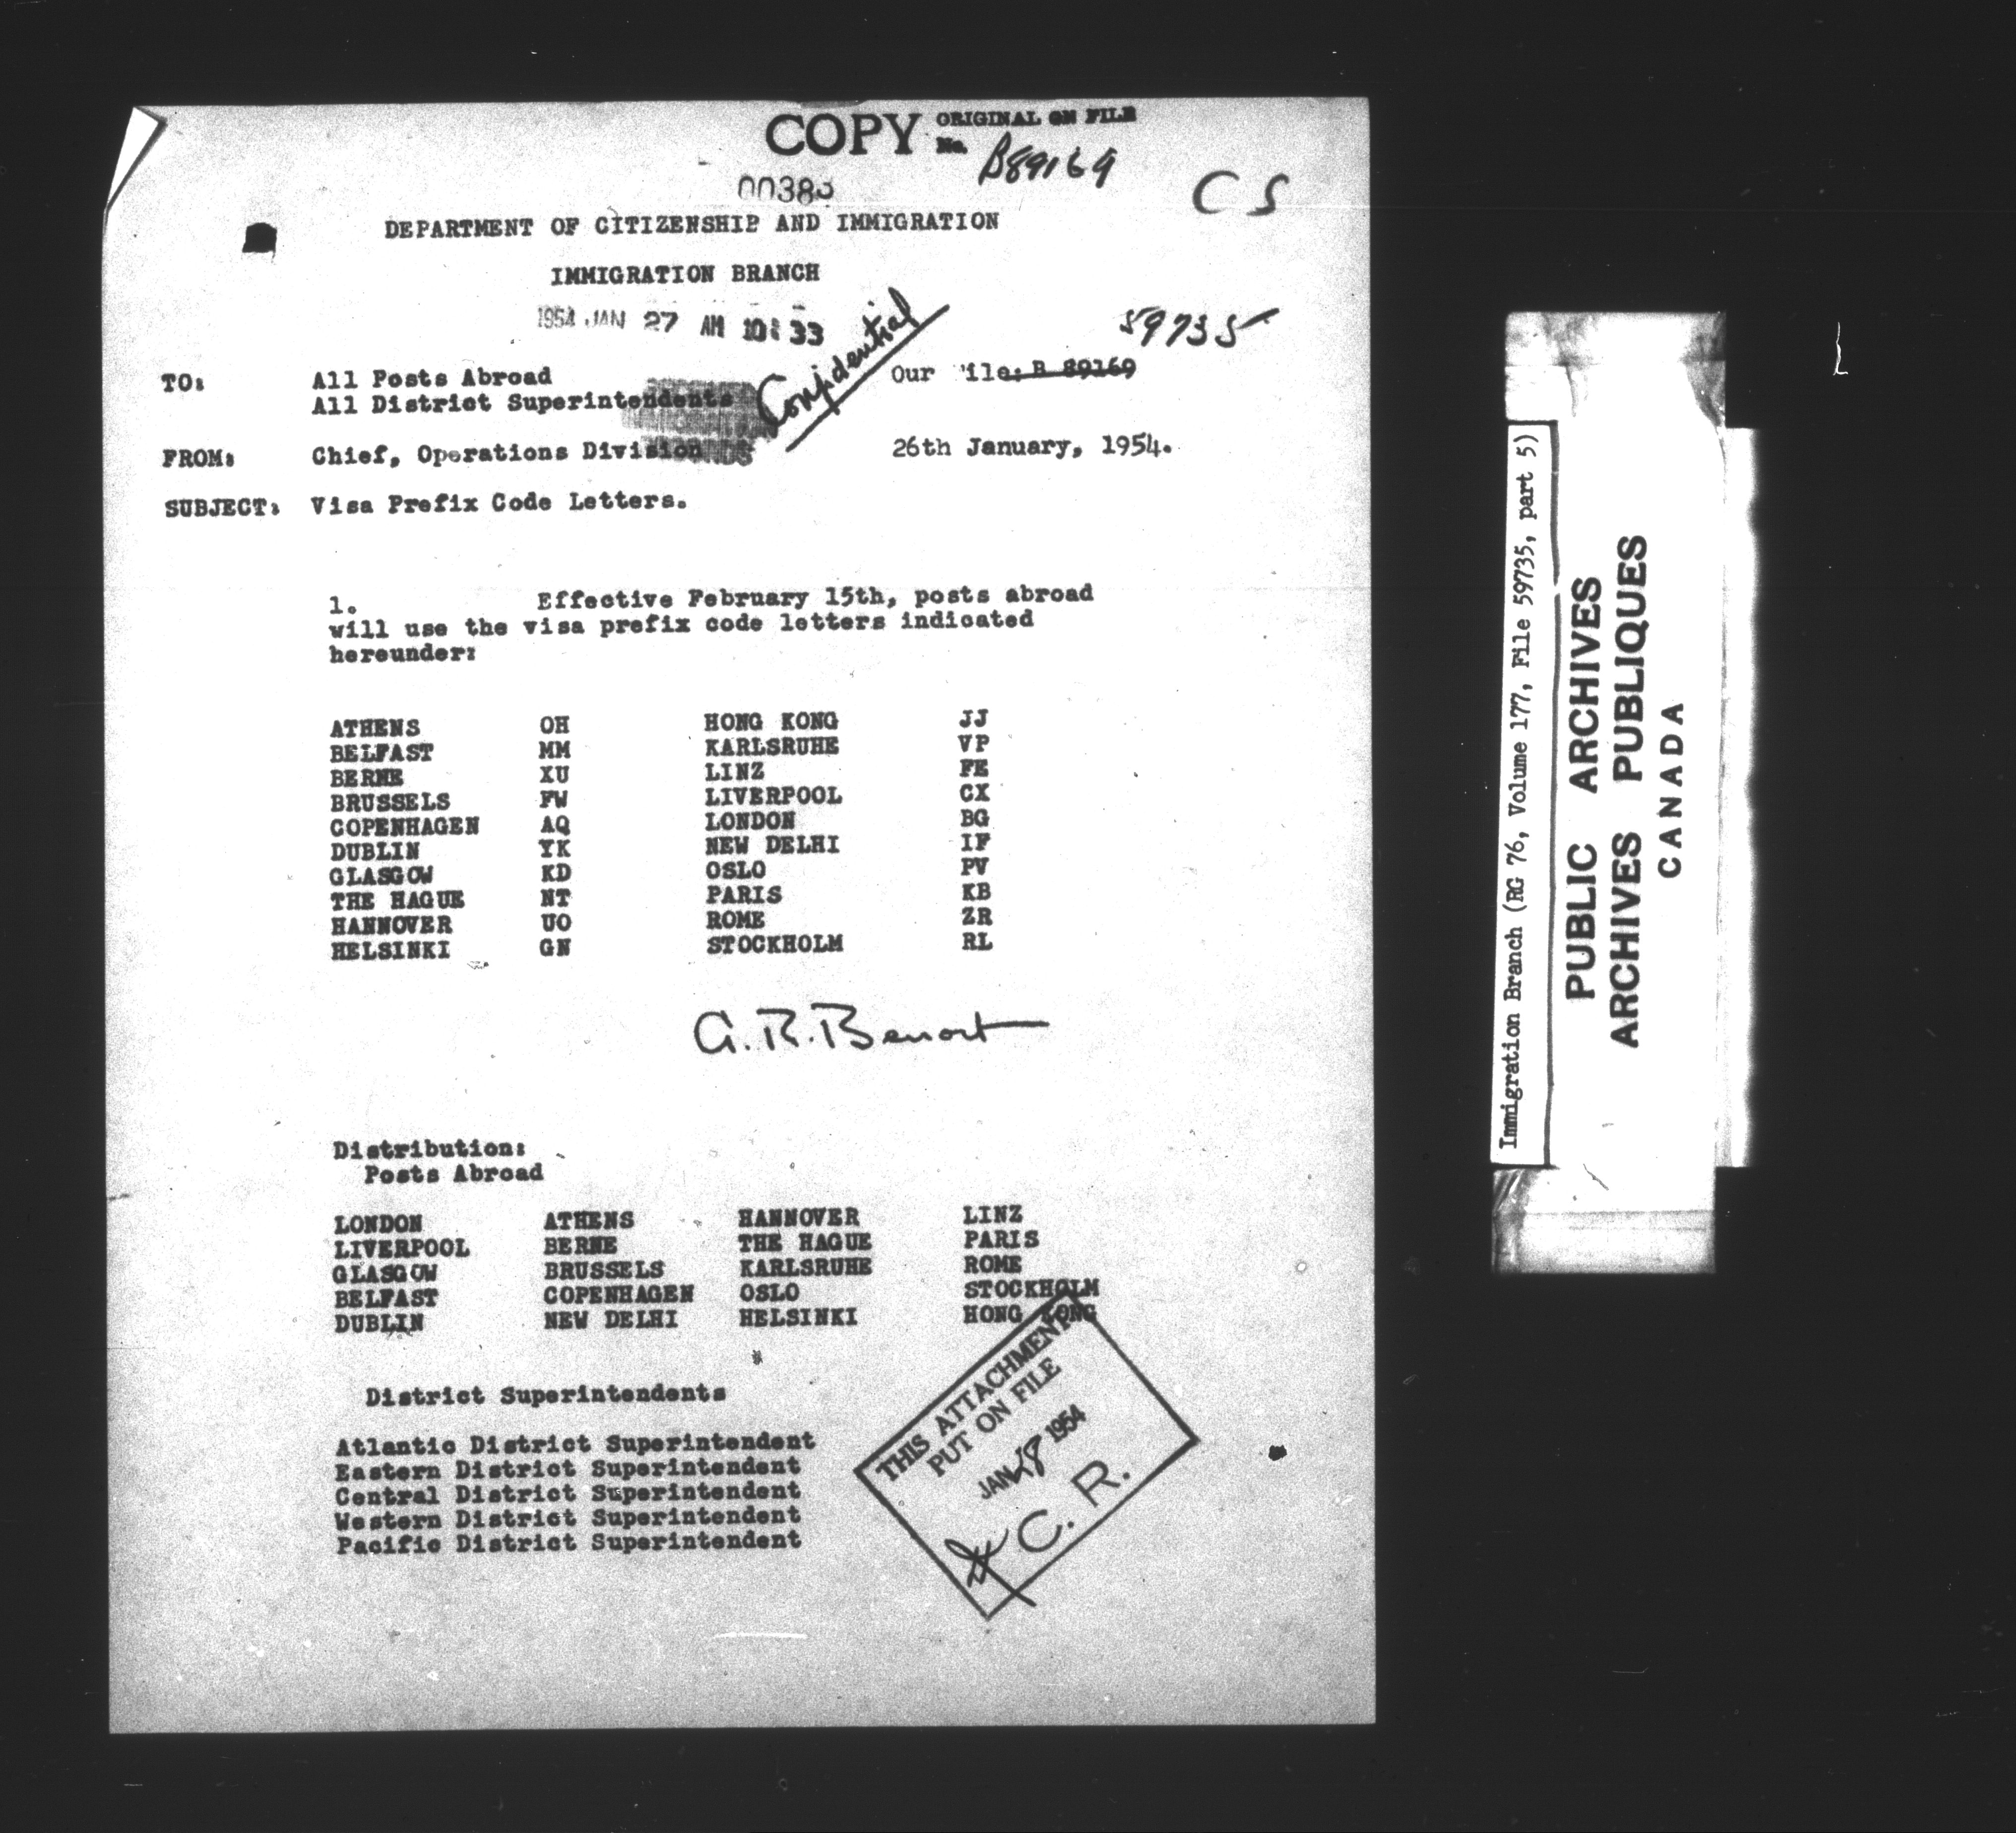 COPY ORIGINAL ON FILE
No. B89169
CS
DEPARTMENT OF CITIZENSHIP AND IMMIGRATION
IMMIGRATION BRANCH
1954 JAN 27 AM 10:33
Confidential
59735
TO: All Posts Abroad
All District Superintendents
Our ile: B 89169
FROM: Chief, Operations Division
26th January, 1954.
SUBJECT: Visa Prefix Code Letters.
1. Effective February 15th, posts abroad
will use the visa prefix code letters indicated
hereunder:
ATHENS OH HONG KONG JJ
BELFAST MM KARLSRUHE VP
BERNE XU LINZ FE
BRUSSELS FW LIVERPOOL CX
COPENHAGEN AQ LONDON BG
DUBLIN YK NEW DELHI IF
GLASGOW KD OSLO PV
THE HAGUE NT PARIS KB
HANNOVER UO ROME ZR
HELSINKI GN STOCKHOLM RL
G.R.Benoit
Distribution:
Posts Abroad
LONDON ATHENS HANNOVER LINZ
LIVERPOOL BERNE THE HAGUE PARIS
GLASGOW BRUSSELS KARLSRUHE ROME
BELFAST COPENHAGEN OSLO STOCKHOLM
DUBLIN NEW DELHI HELSINKI HONG KONG
District Superintendents
Atlantic District Superintendent
Eastern District Superintendent
Central District Superintendent
Western District Superintendent
Pacific District Superintendent
THIS ATTACHMENT
PUT ON FILE
JAN 28 1954
C. R.
Immigration Branch (RG 76, Volume 177, File 59735, part 5)
PUBLIC ARCHIVES
ARCHIVES PUBLIQUES
CANADA